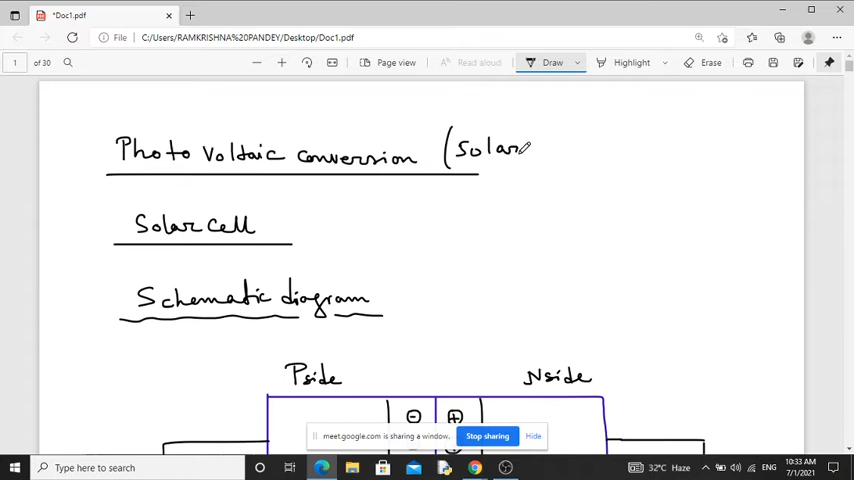 *Doc1.pdf
File
C:/Users/RAMKRISHNA%20PANDEY/Desktop/Doc1.pdf
1 of 30
Page view
Read aloud
Draw
Highlight
Erase
Photo Voltaic conversion (Solar
Solar Cell
Schematic diagram
Pside Nside
⊖ ⊕
meet.google.com is sharing a window.
Stop sharing
Hide
Type here to search
32°C Haze
ENG
10:33 AM
7/1/2021